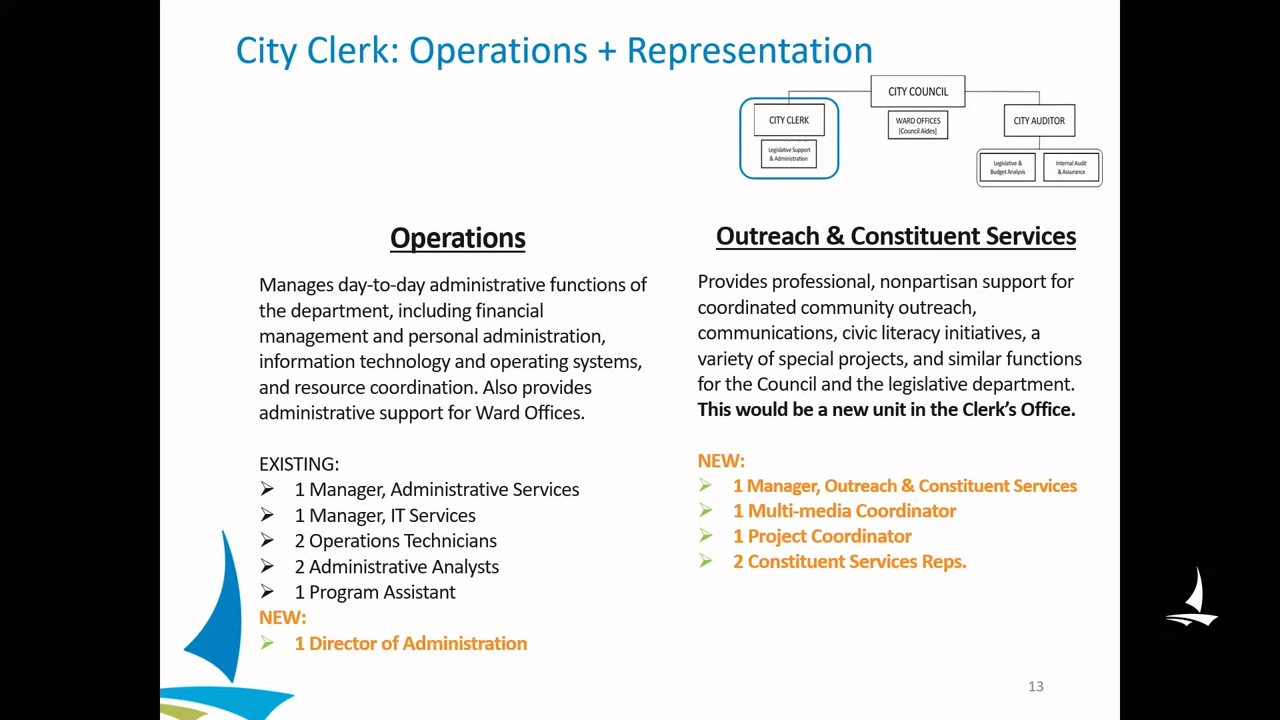 City Clerk: Operations + Representation
CITY COUNCIL
CITY CLERK
WARD OFFICES
(Council Aides)
CITY AUDITOR
Legislative Support
& Administration
Legislative &
Budget Analysis
Internal Audit
& Assurance
Operations
Manages day-to-day administrative functions of
the department, including financial
management and personal administration,
information technology and operating systems,
and resource coordination. Also provides
administrative support for Ward Offices.
EXISTING:
1 Manager, Administrative Services
1 Manager, IT Services
2 Operations Technicians
2 Administrative Analysts
1 Program Assistant
NEW:
1 Director of Administration
Outreach & Constituent Services
Provides professional, nonpartisan support for
coordinated community outreach,
communications, civic literacy initiatives, a
variety of special projects, and similar functions
for the Council and the legislative department.
This would be a new unit in the Clerk’s Office.
NEW:
1 Manager, Outreach & Constituent Services
1 Multi-media Coordinator
1 Project Coordinator
2 Constituent Services Reps.
13